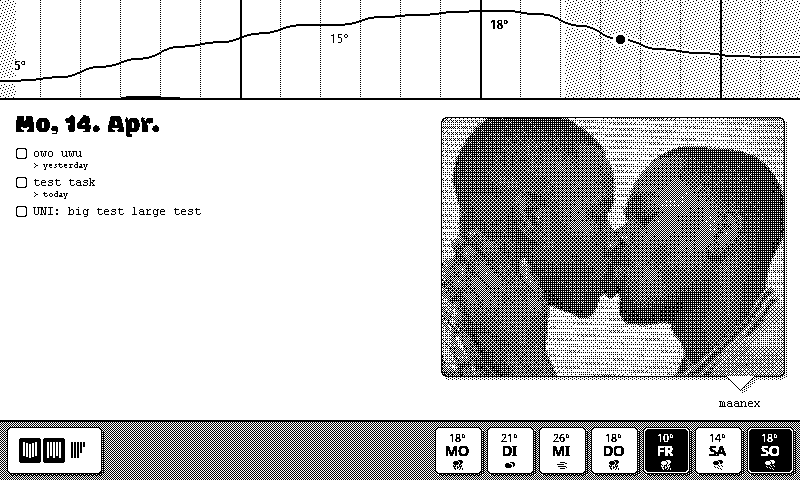 5°
15°
18°
Mo, 14. Apr.
owo uwu
> yesterday
test task
> today
UNI: big test large test
maanex
18° 21° 26° 18° 10° 14° 18°
MO DI MI DO FR SA SO